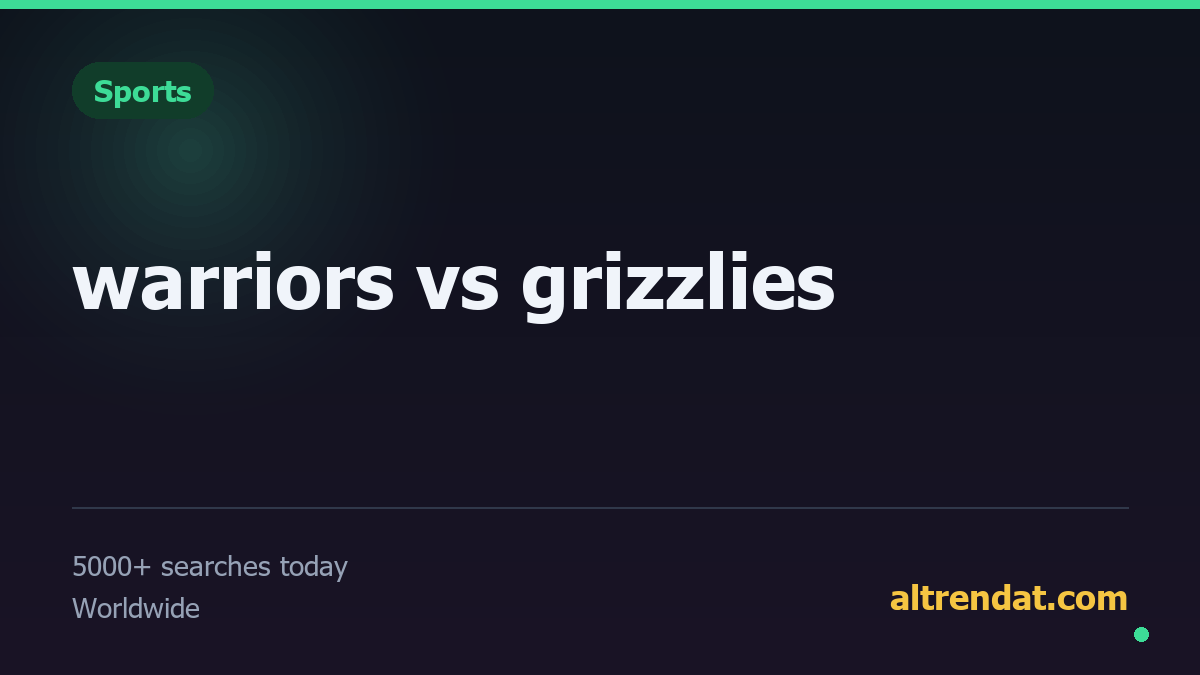 Sports
warriors vs grizzlies
5000+ searches today
Worldwide
altrendat.com